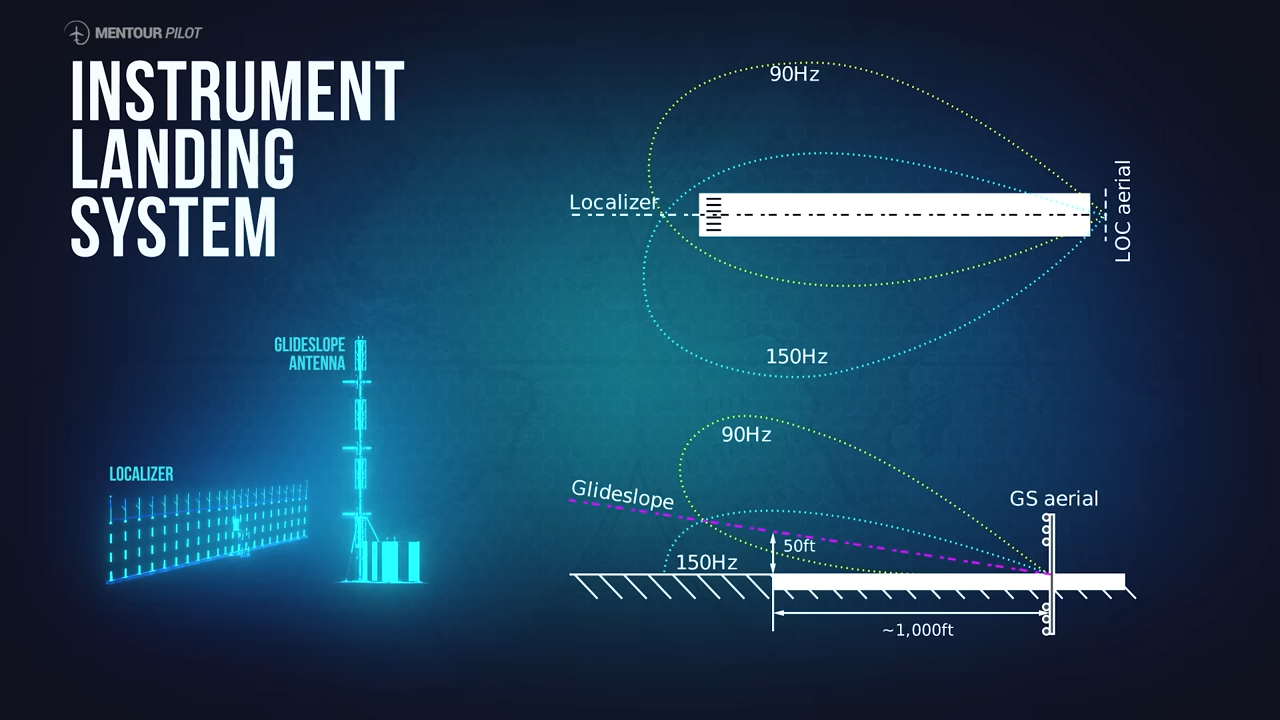 MENTOUR PILOT
INSTRUMENT
LANDING
SYSTEM
90Hz
Localizer
LOC aerial
150Hz
GLIDESLOPE
ANTENNA
LOCALIZER
90Hz
Glideslope
GS aerial
50ft
150Hz
~1,000ft